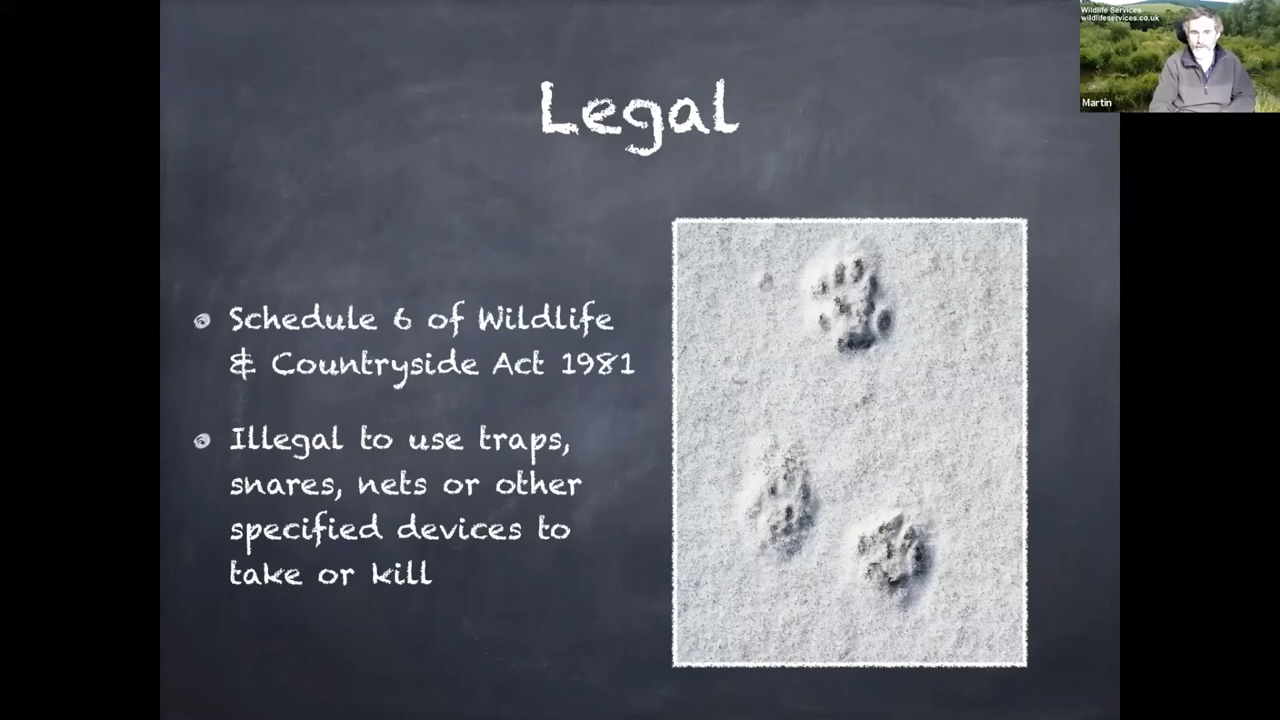 Wildlife Services
wildlifeservices.co.uk
Martin
Legal
Schedule 6 of Wildlife
& Countryside Act 1981
Illegal to use traps,
snares, nets or other
specified devices to
take or kill